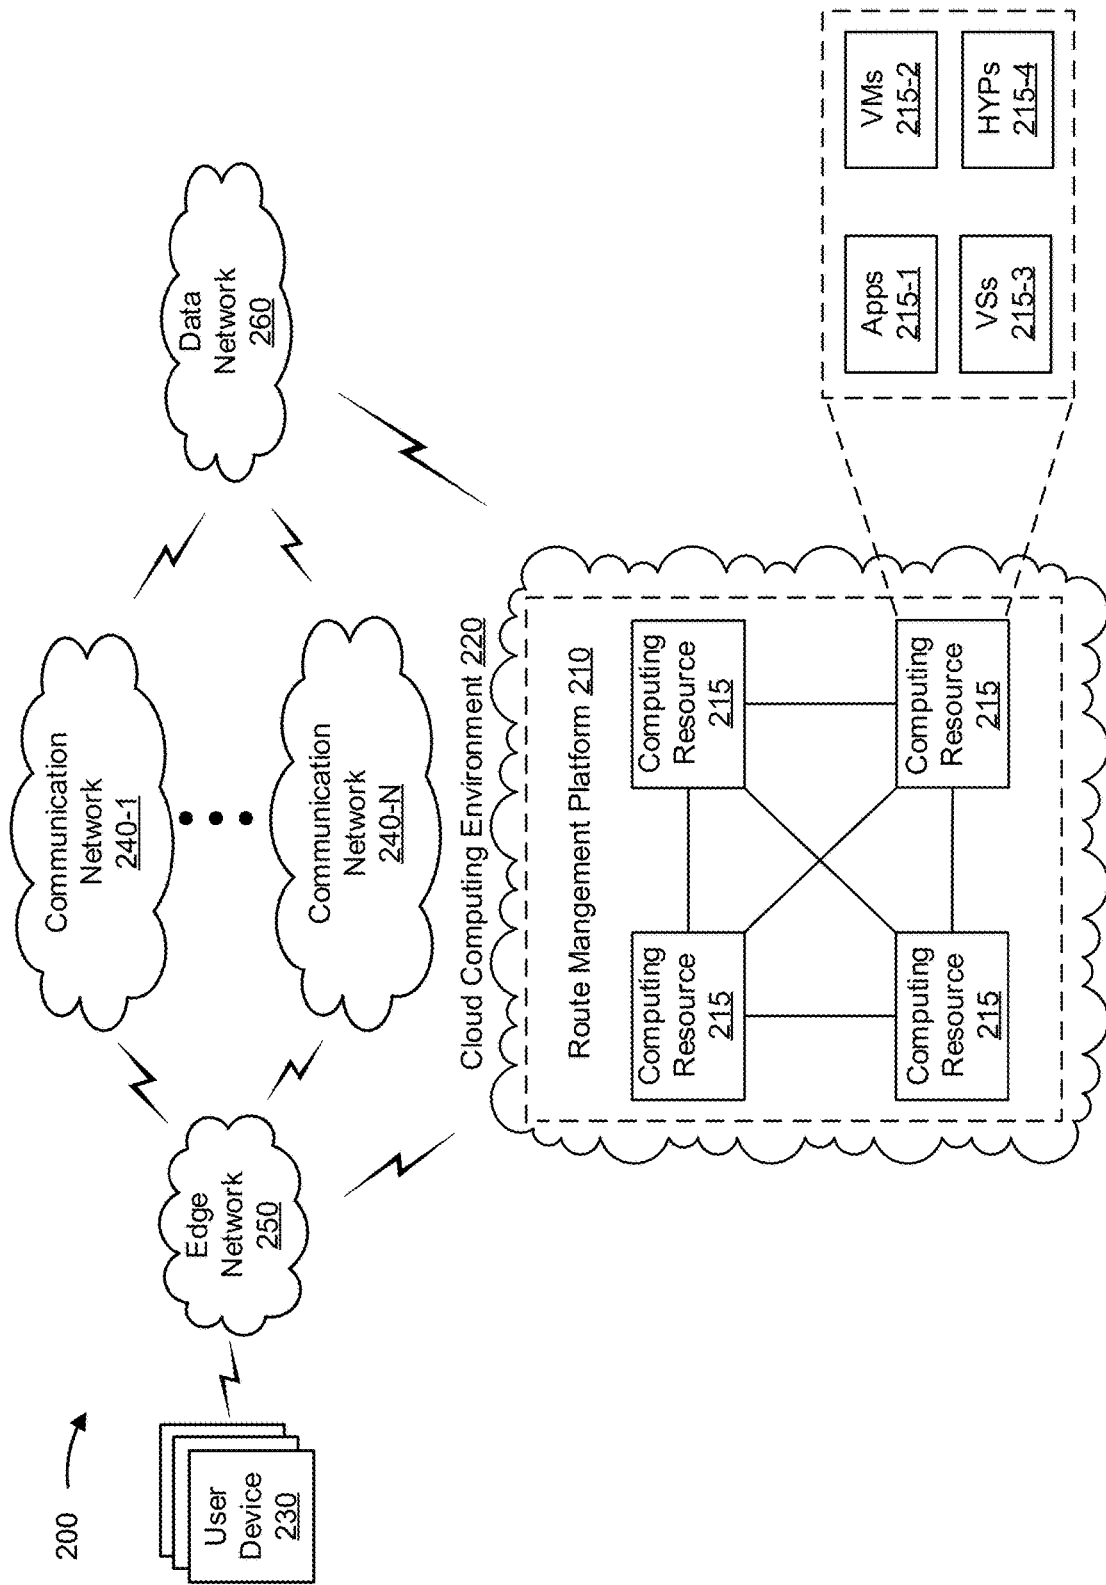 200
User
Device
230
Edge
Network
250
Communication
Network
240-1
Communication
Network
240-N
Data
Network
260
Cloud Computing Environment 220
Route Mangement Platform 210
Computing
Resource
215
Computing
Resource
215
Computing
Resource
215
Computing
Resource
215
Apps
215-1
VMs
215-2
VSs
215-3
HYPs
215-4